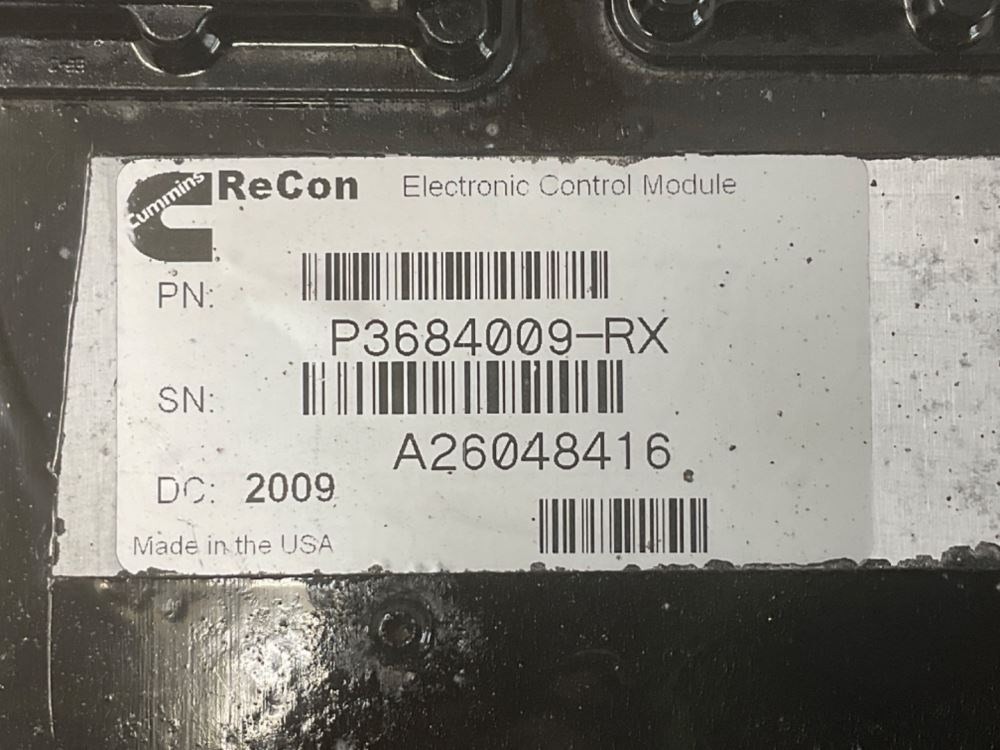 Cummins
ReCon Electronic Control Module
PN:
P3684009-RX
SN:
A26048416
DC: 2009
Made in the USA